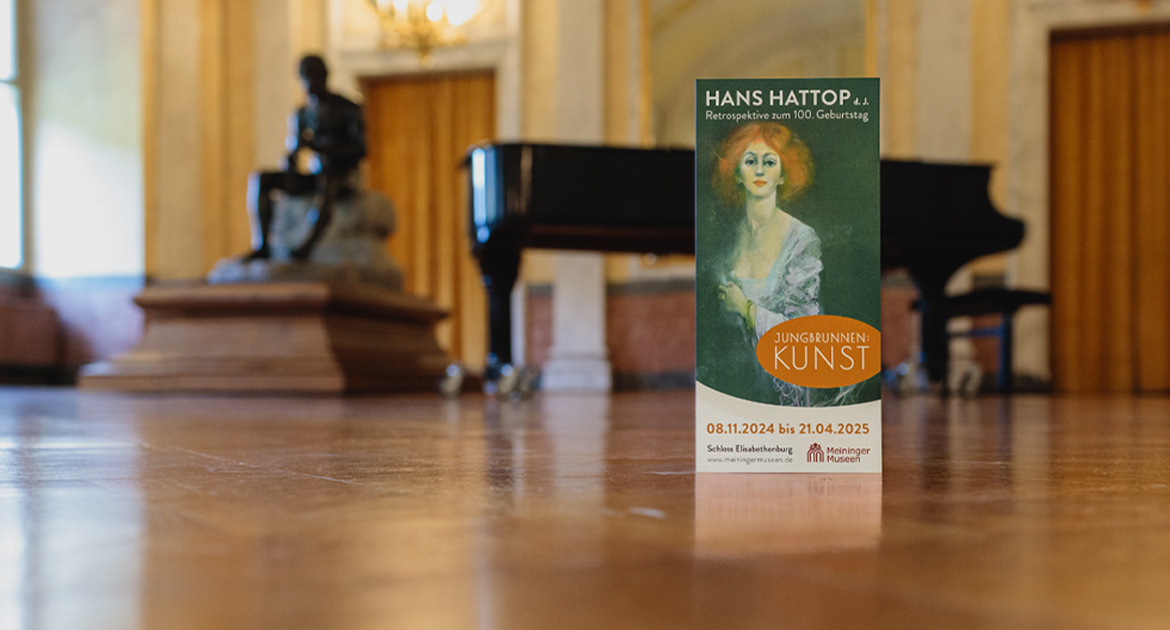 HANS HATTOP d. J.
Retrospektive zum 100. Geburtstag
JUNGBRUNNEN:
KUNST
08.11.2024 bis 21.04.2025
Schloss Elisabethenburg
www.meiningermuseen.de
Meininger
Museen